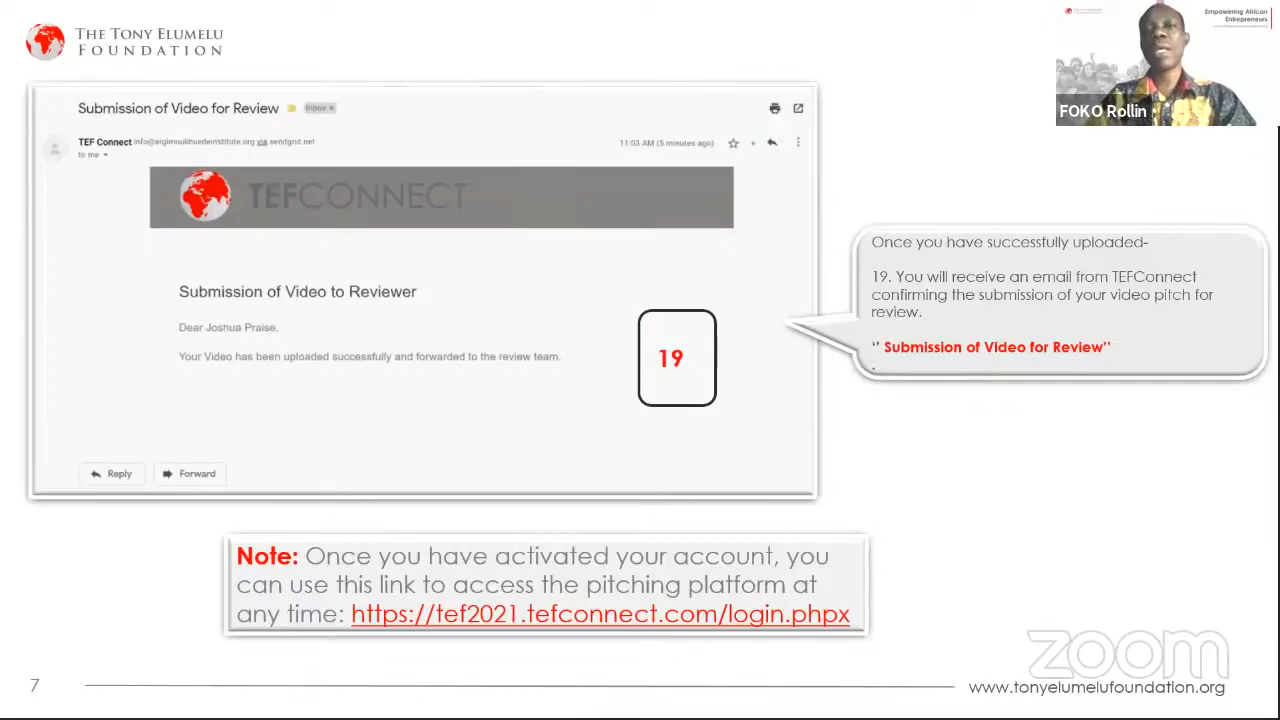 THE TONY ELUMELU
FOUNDATION
Empowering African
Entrepreneurs
FOKO Rollin
Submission of Video for Review
Inbox
TEF Connect
via sendgrid.net
to me
11:03 AM (5 minutes ago)
TEFCONNECT
Submission of Video to Reviewer
Dear Joshua Praise,
Your Video has been uploaded successfully and forwarded to the review team.
19
Reply
Forward
Once you have successfully uploaded-
19. You will receive an email from TEFConnect
confirming the submission of your video pitch for
review.
‘’ Submission of Video for Review’’
.
Note: Once you have activated your account, you
can use this link to access the pitching platform at
any time: https://tef2021.tefconnect.com/login.phpx
zoom
7
www.tonyelumelufoundation.org